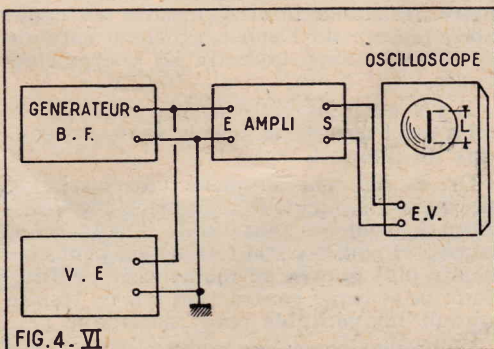 OSCILLOSCOPE
GENERATEUR
B.F.
E AMPLI S
L
E.V.
V.E
FIG.4.VI